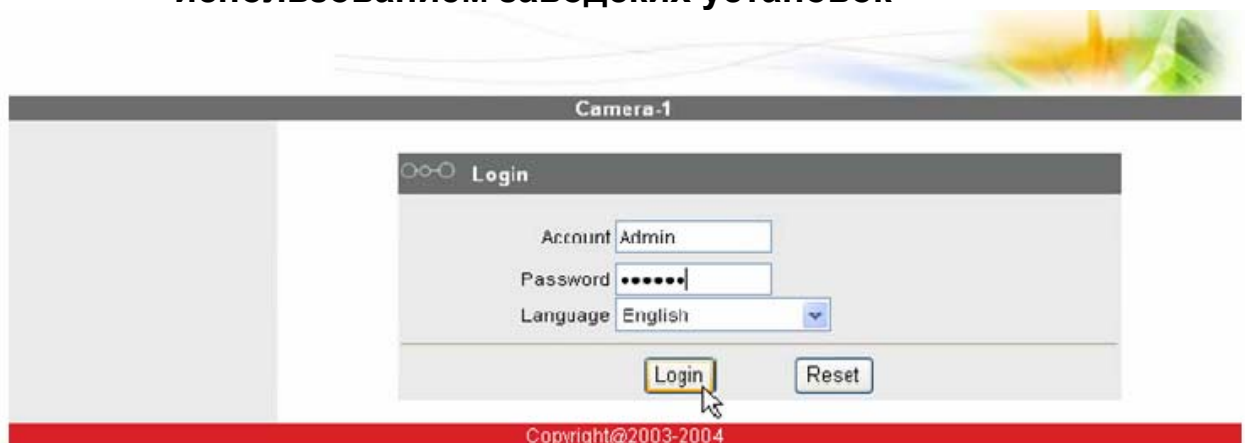 использованием заводских установок
Camera-1
Login
Account Admin
Password ••••••
Language English
Login Reset
Copyright@2003-2004